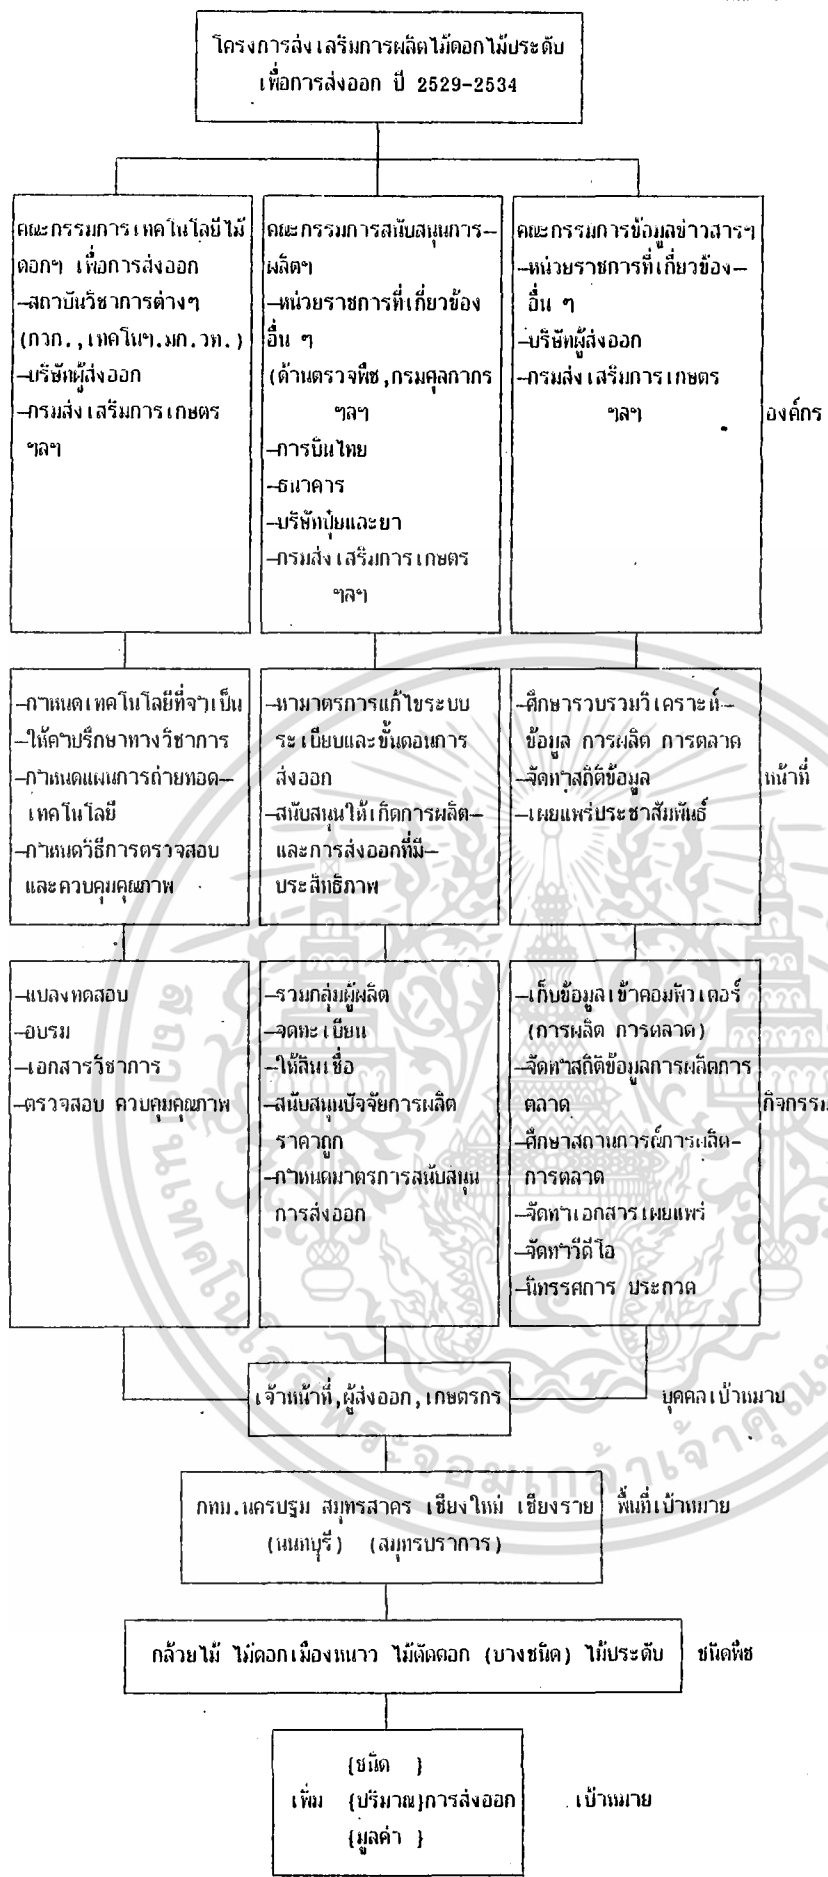 โครงการส่งเสริมการผลิตไม้ดอกไม้ประดับ
เพื่อการส่งออก ปี 2529-2534
คณะกรรมการเทคโนโลยีไม้
ดอกฯ เพื่อการส่งออก
-สถาบันวิชาการต่างๆ
(กวก.,เทคโนฯ.มก.วท.)
-บริษัทผู้ส่งออก
-กรมส่งเสริมการเกษตร
ฯลฯ
คณะกรรมการสนับสนุนการ-
ผลิตฯ
-หน่วยราชการที่เกี่ยวข้อง
อื่น ๆ
(ด้านตรวจพืช,กรมศุลกากร
ฯลฯ
-การบินไทย
-ธนาคาร
-บริษัทปุ๋ยและยา
-กรมส่งเสริมการเกษตร
ฯลฯ
คณะกรรมการข้อมูลข่าวสารฯ
-หน่วยราชการที่เกี่ยวข้อง-
อื่น ๆ
-บริษัทผู้ส่งออก
-กรมส่งเสริมการเกษตร
ฯลฯ
องค์กร
-กำหนดเทคโนโลยีที่จำเป็น
-ให้คำปรึกษาทางวิชาการ
-กำหนดแผนการถ่ายทอด-
เทคโนโลยี
-กำหนดวิธีการตรวจสอบ
และควบคุมคุณภาพ
-หามาตรการแก้ไขระบบ
ระเบียบและขั้นตอนการ
ส่งออก
-สนับสนุนให้เกิดการผลิต-
และการส่งออกที่มี-
ประสิทธิภาพ
-ศึกษารวบรวมวิเคราะห์-
ข้อมูล การผลิต การตลาด
-จัดทำสถิติข้อมูล
-เผยแพร่ประชาสัมพันธ์
หน้าที่
-แปลงทดสอบ
-อบรม
-เอกสารวิชาการ
-ตรวจสอบ ควบคุมคุณภาพ
-รวมกลุ่มผู้ผลิต
-จดทะเบียน
-ให้สินเชื่อ
-สนับสนุนปัจจัยการผลิต
ราคาถูก
-กำหนดมาตรการสนับสนุน
การส่งออก
-เก็บข้อมูลเข้าคอมพิวเตอร์
(การผลิต การตลาด)
-จัดทำสถิติข้อมูลการผลิตการ
ตลาด
-ศึกษาสถานการณ์การผลิต-
การตลาด
-จัดทำเอกสารเผยแพร่
-จัดทำวีดีโอ
-นิทรรศการ ประกวด
กิจกรรม
เจ้าหน้าที่,ผู้ส่งออก,เกษตรกร
บุคคลเป้าหมาย
กทม.นครปฐม สมุทรสาคร เชียงใหม่ เชียงราย
(นนทบุรี) (สมุทรปราการ)
พื้นที่เป้าหมาย
กล้วยไม้ ไม้ดอกเมืองหนาว ไม้ตัดดอก (บางชนิด) ไม้ประดับ
ชนิดพืช
{ชนิด }
เพิ่ม {ปริมาณ}การส่งออก
{มูลค่า }
เป้าหมาย